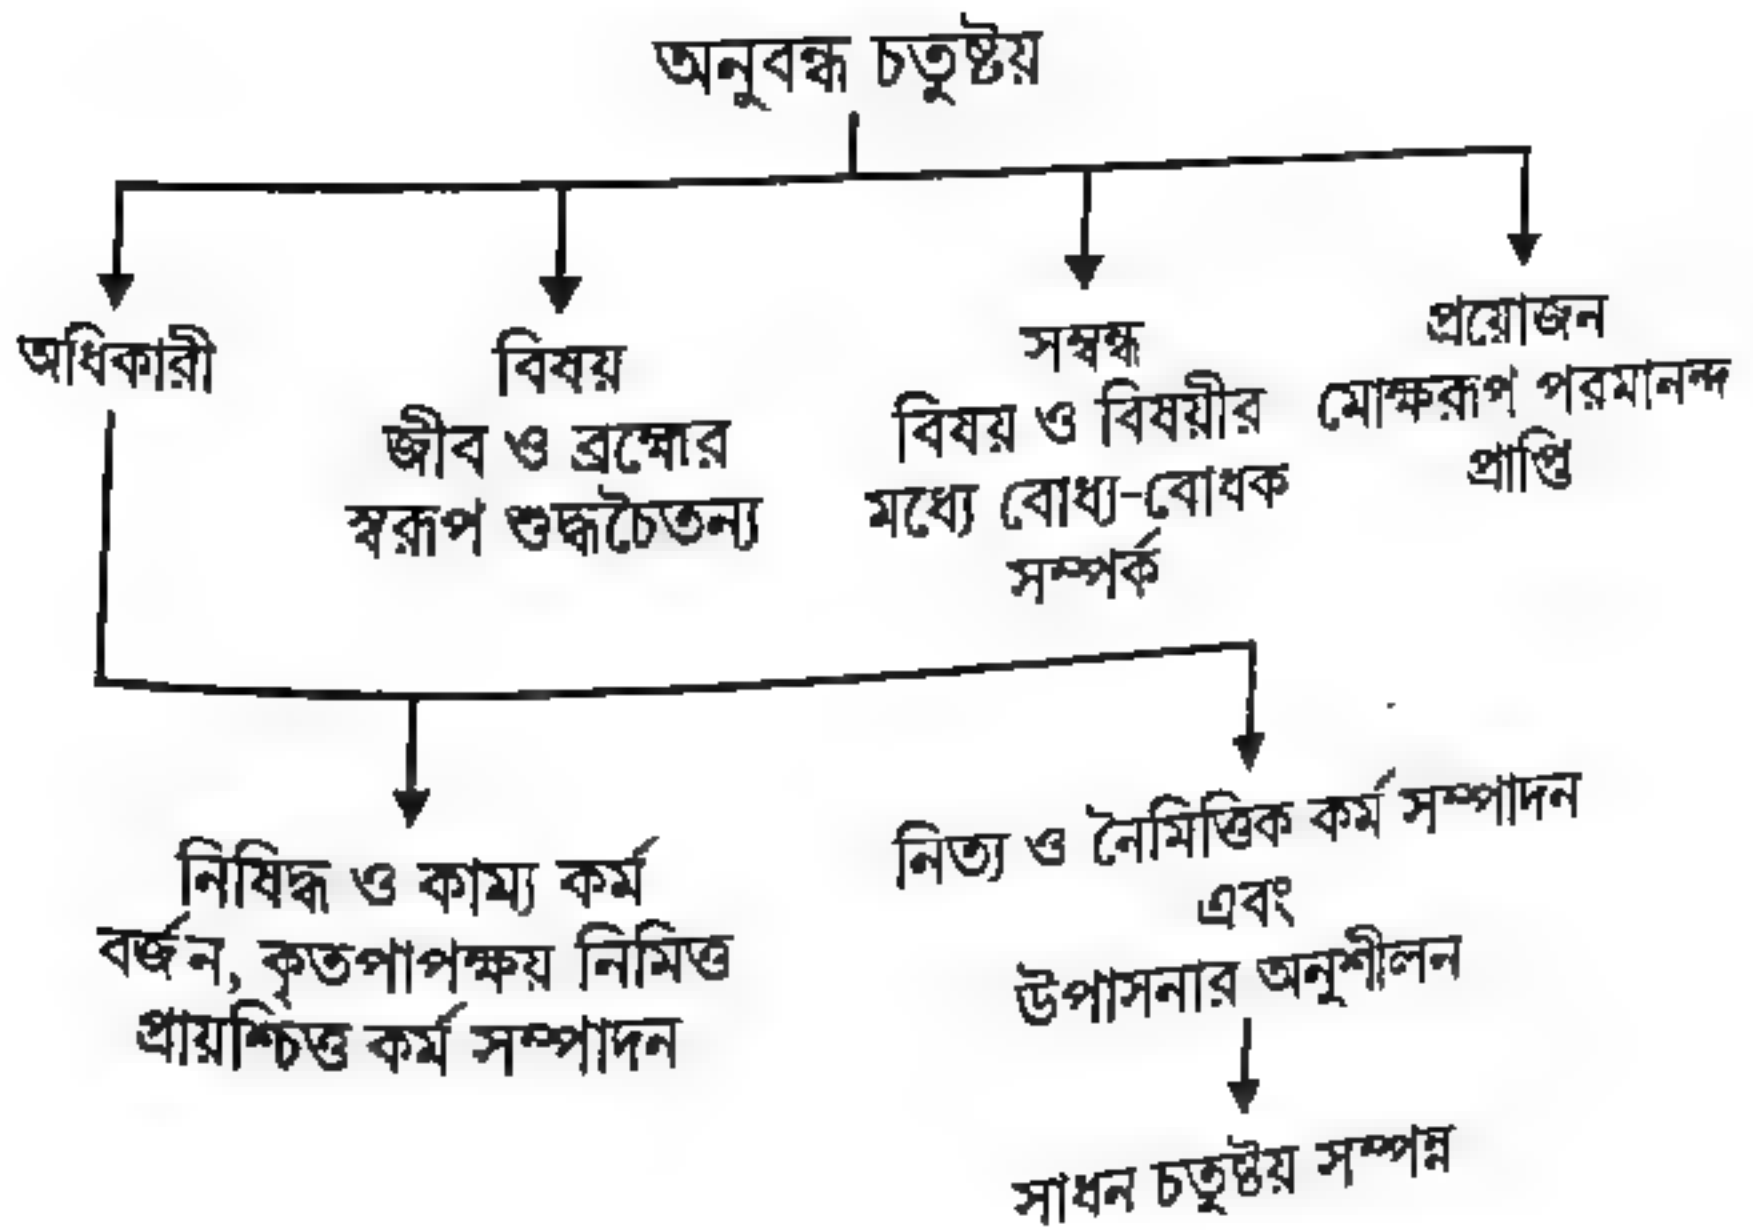 অনুবন্ধ চতুষ্টয়
অধিকারী
বিষয়
জীব ও ব্রহ্মের
স্বরূপ শুদ্ধচৈতন্য
সম্বন্ধ
বিষয় ও বিষয়ীর
মধ্যে বোধ্য-বোধক
সম্পর্ক
প্রয়োজন
মোক্ষরূপ পরমানন্দ
প্রাপ্তি
নিষিদ্ধ ও কাম্য কর্ম
বর্জন, কৃতপাপক্ষয় নিমিত্ত
প্রায়শ্চিত্ত কর্ম সম্পাদন
নিত্য ও নৈমিত্তিক কর্ম সম্পাদন
এবং
উপাসনার অনুশীলন
সাধন চতুষ্টয় সম্পন্ন